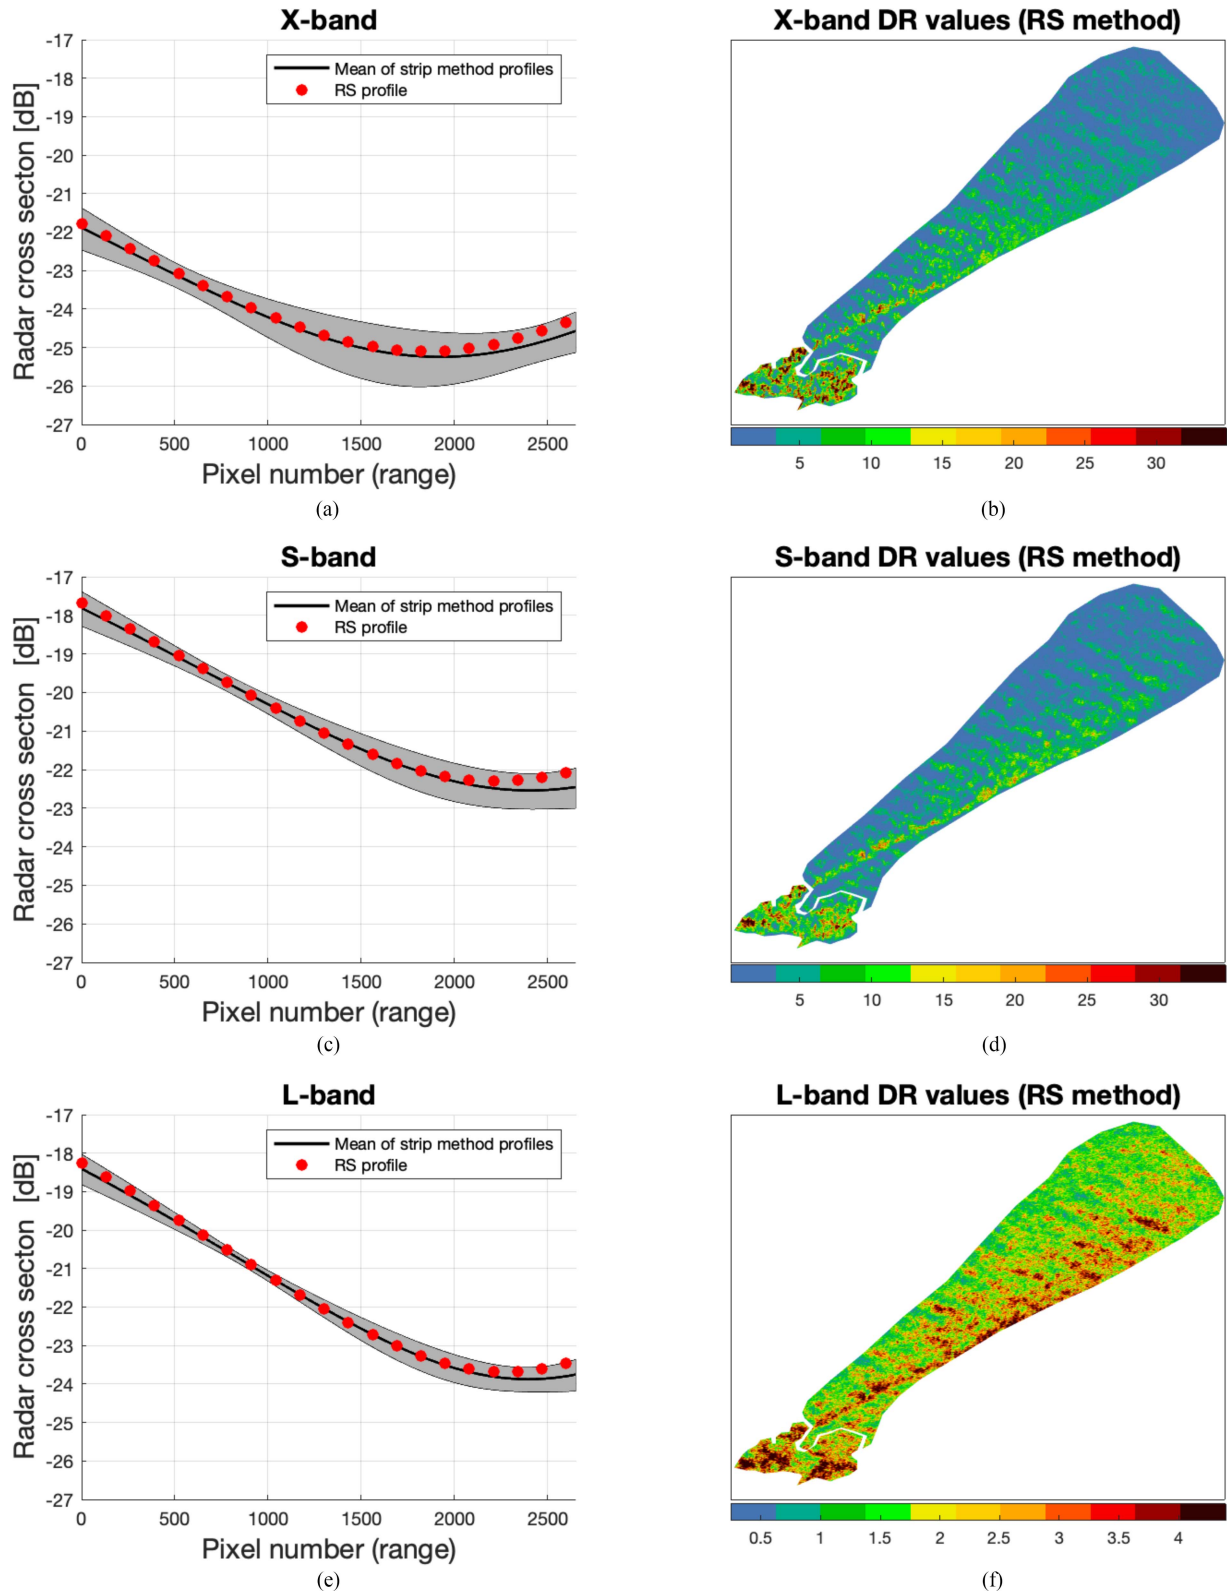 X-band
-17
-18
-19
-20
-21
-22
-23
-24
-25
-26
-27
Radar cross secton [dB]
Mean of strip method profiles
RS profile
0 500 1000 1500 2000 2500
Pixel number (range)
(a)
X-band DR values (RS method)
5 10 15 20 25 30
(b)
S-band
-17
-18
-19
-20
-21
-22
-23
-24
-25
-26
-27
Radar cross secton [dB]
Mean of strip method profiles
RS profile
0 500 1000 1500 2000 2500
Pixel number (range)
(c)
S-band DR values (RS method)
5 10 15 20 25 30
(d)
L-band
-17
-18
-19
-20
-21
-22
-23
-24
-25
-26
-27
Radar cross secton [dB]
Mean of strip method profiles
RS profile
0 500 1000 1500 2000 2500
Pixel number (range)
(e)
L-band DR values (RS method)
0.5 1 1.5 2 2.5 3 3.5 4
(f)